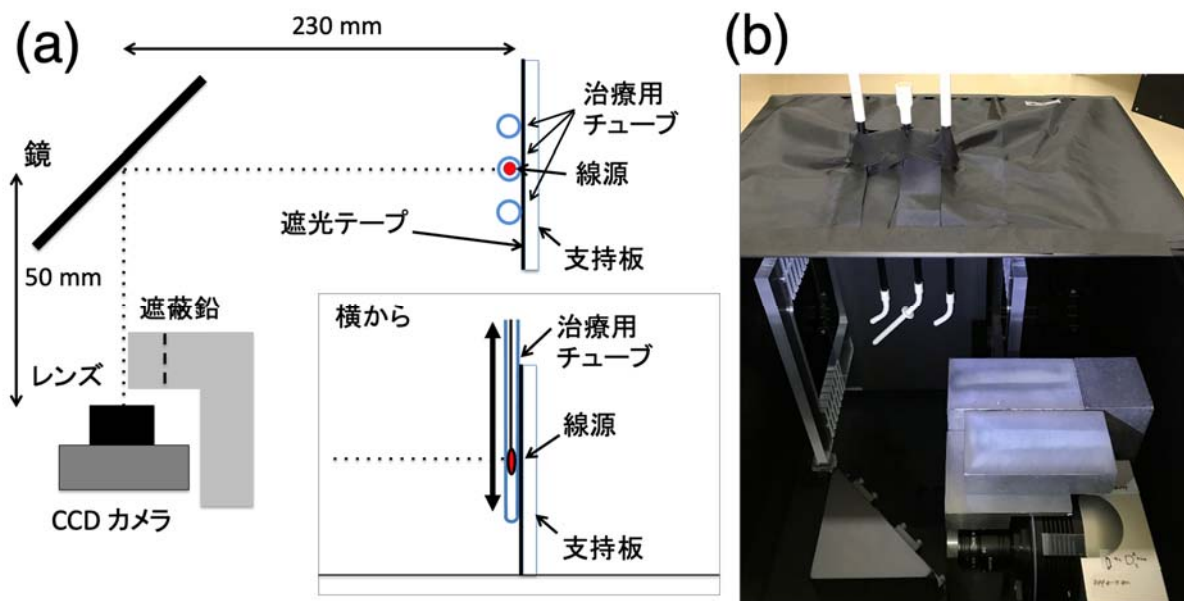 (a)
230 mm
鏡
50 mm
遮蔽鉛
レンズ
CCD カメラ
治療用
チューブ
線源
遮光テープ
支持板
横から
治療用
チューブ
線源
支持板
(b)